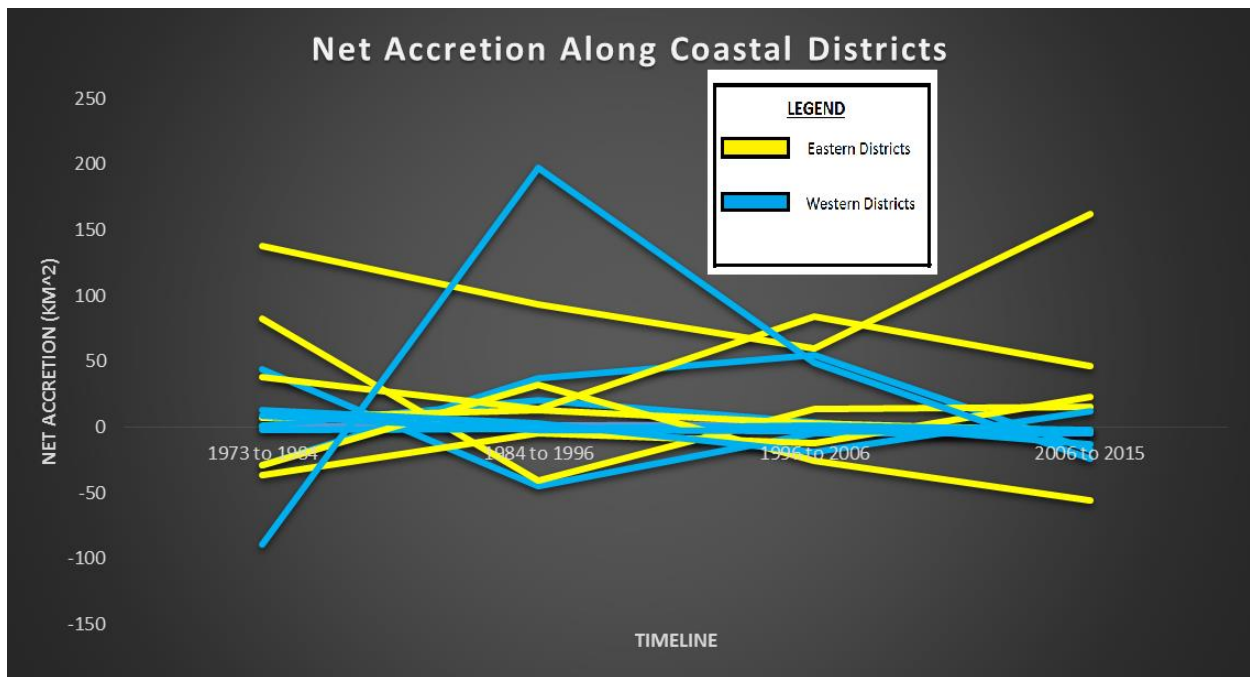 Net Accretion Along Coastal Districts
250
200
150
100
50
0
-50
-100
-150
NET ACCRETION (KM^2)
LEGEND
Eastern Districts
Western Districts
1973 to 1984
1984 to 1996
1996 to 2006
2006 to 2015
TIMELINE